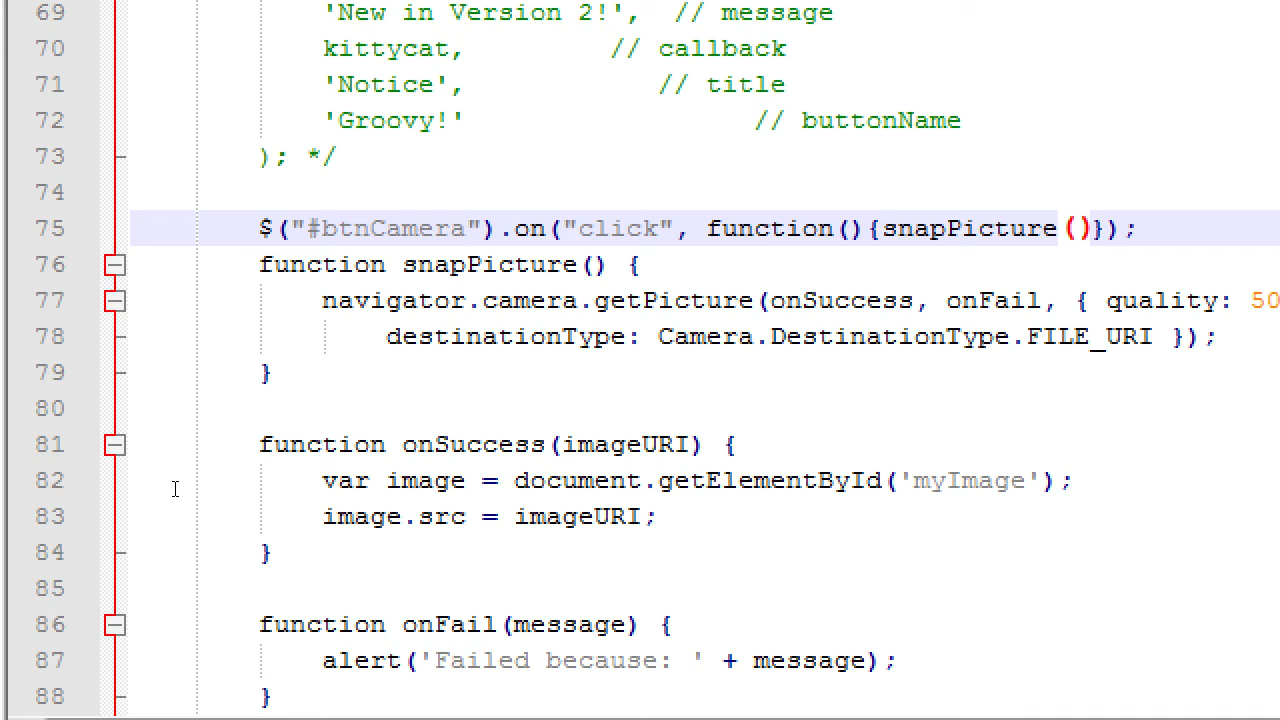 69 'New in Version 2!', // message
70 kittycat, // callback
71 'Notice', // title
72 'Groovy!' // buttonName
73 ); */
74
75 $("#btnCamera").on("click", function(){snapPicture()});
76 function snapPicture() {
77 navigator.camera.getPicture(onSuccess, onFail, { quality: 50
78 destinationType: Camera.DestinationType.FILE_URI });
79 }
80
81 function onSuccess(imageURI) {
82 var image = document.getElementById('myImage');
83 image.src = imageURI;
84 }
85
86 function onFail(message) {
87 alert('Failed because: ' + message);
88 }